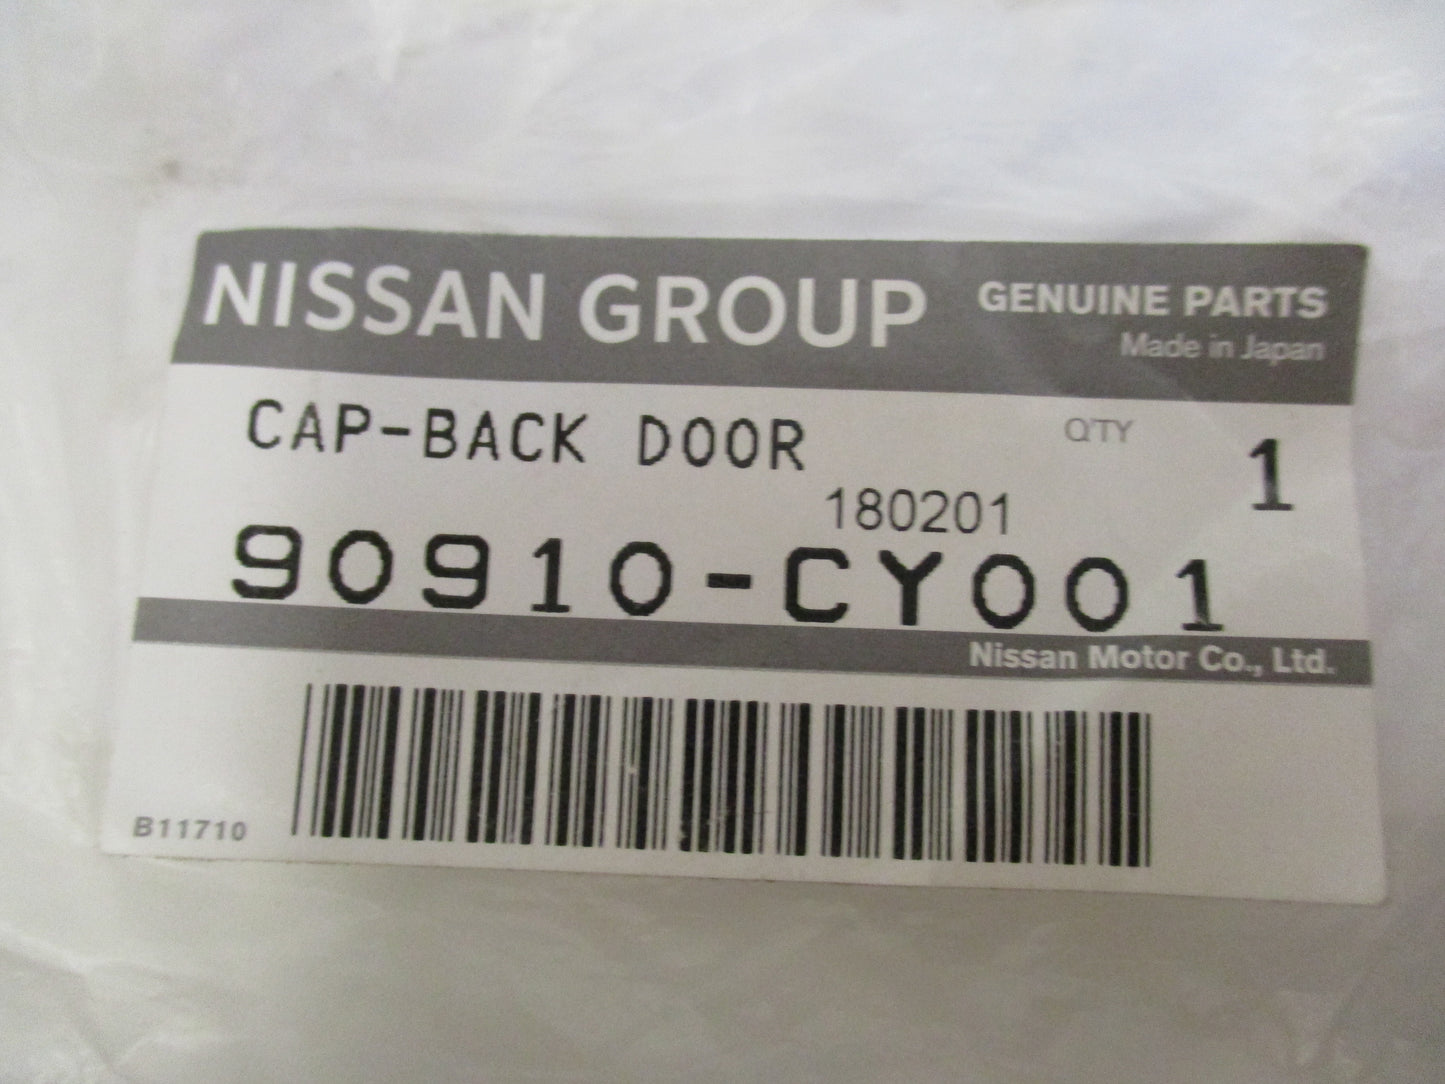 NISSAN GROUP GENUINE PARTS
Made in Japan
CAP-BACK DOOR Q'TY 1
180201
90910-CY001
Nissan Motor Co., Ltd.
B11710